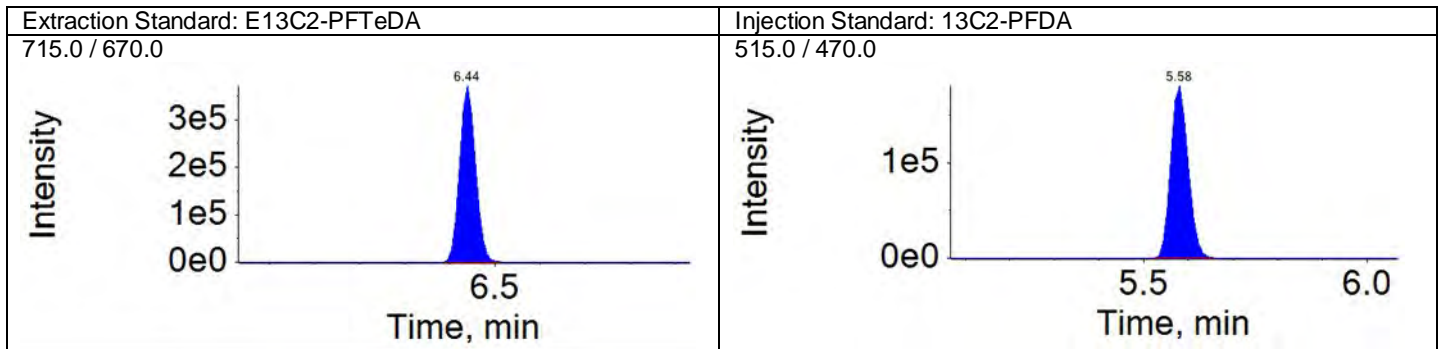 Extraction Standard: E13C2-PFTeDA
715.0 / 670.0
6.44
Intensity
3e5
2e5
1e5
0e0
6.5
Time, min
Injection Standard: 13C2-PFDA
515.0 / 470.0
5.58
Intensity
1e5
0e0
5.5
6.0
Time, min